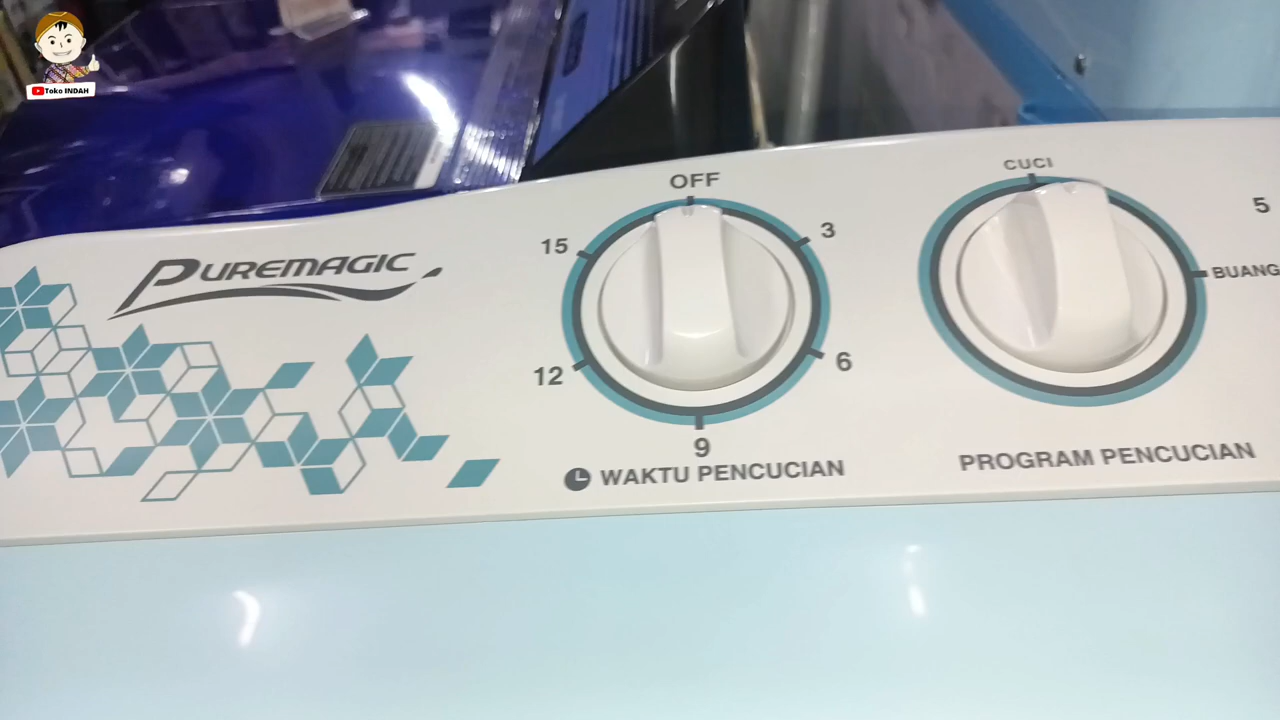 Toko INDAH
PUREMAGIC
OFF
3
6
9
12
15
WAKTU PENCUCIAN
CUCI
BUANG
PROGRAM PENCUCIAN
5